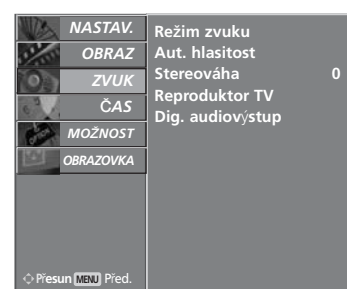 NASTAV.
OBRAZ
ZVUK
ČAS
MOŽNOST
OBRAZOVKA
Přesun MENU Před.
Režim zvuku
Aut. hlasitost
Stereováha 0
Reproduktor TV
Dig. audiovýstup